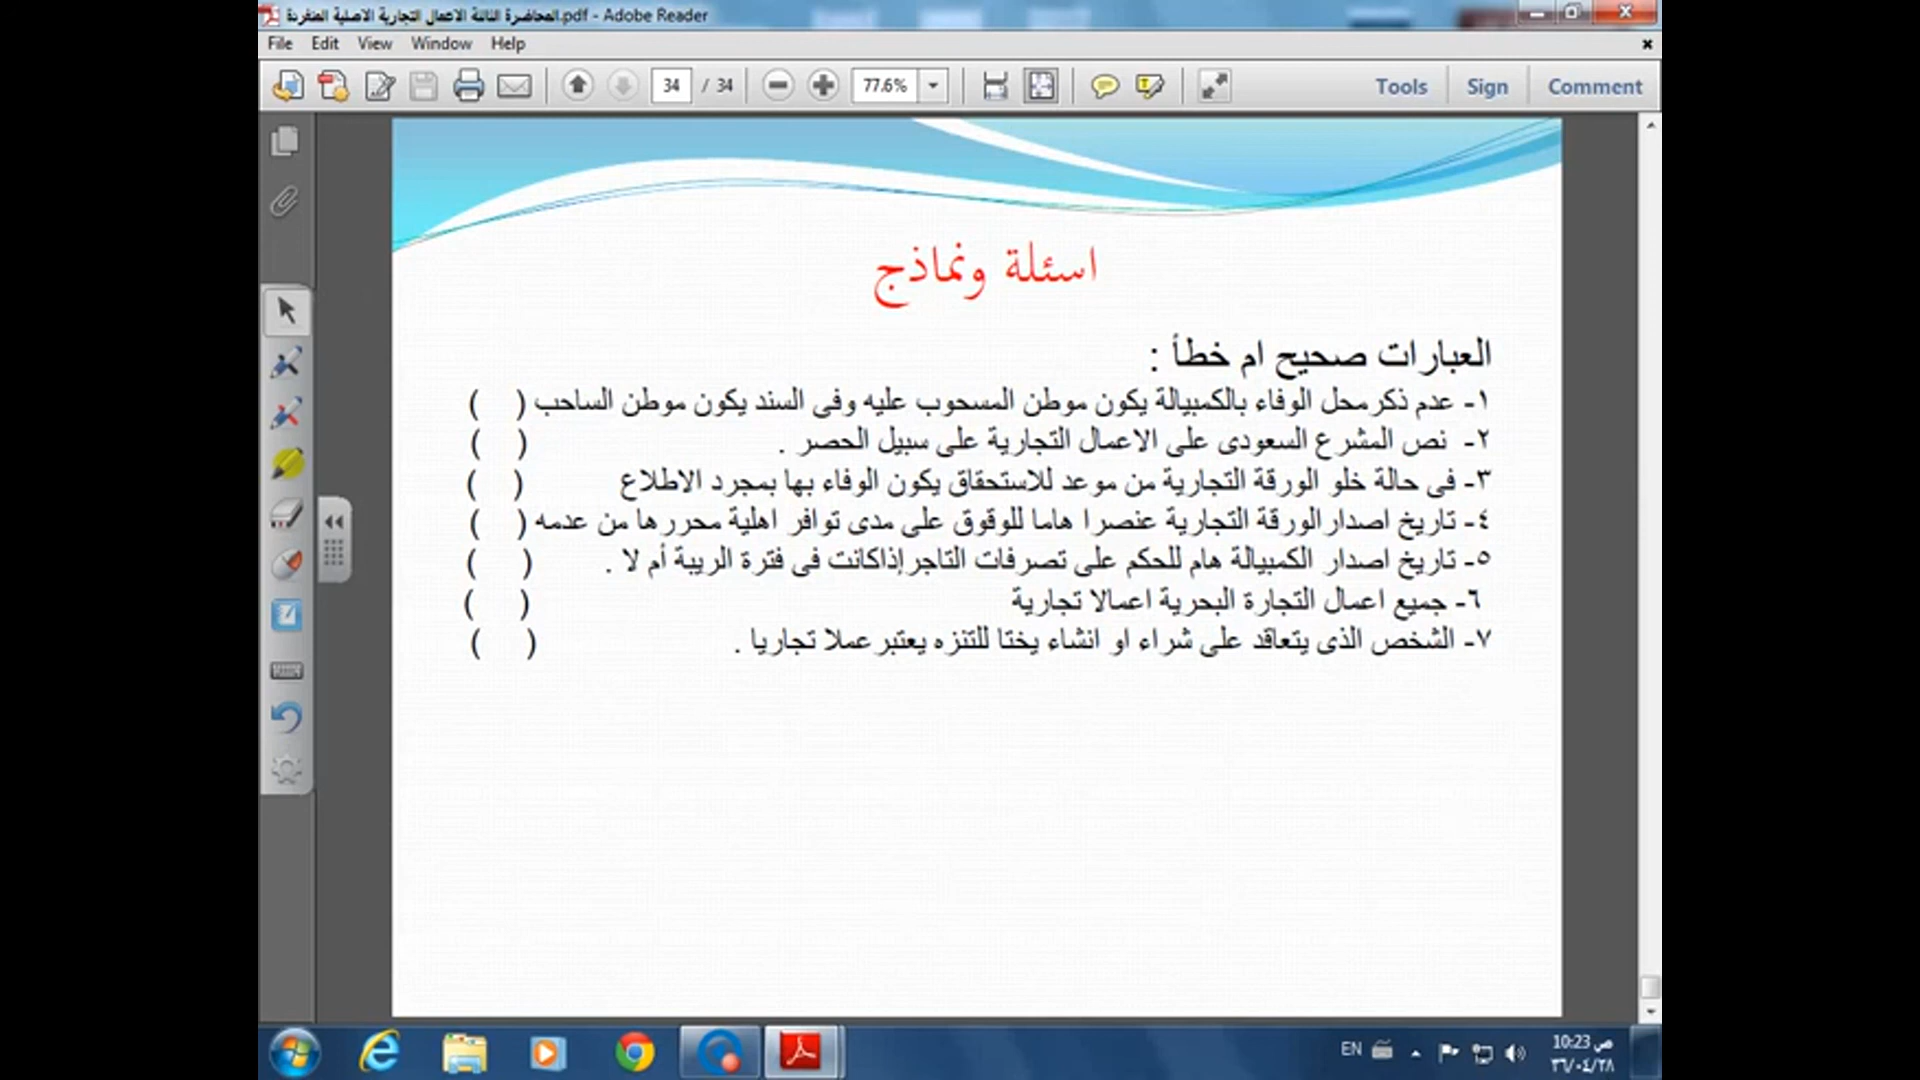 المحاضرة الثالثة الاعمال التجارية الاصلية المنفردة.pdf - Adobe Reader
File Edit View Window Help
34 / 34 77.6% Tools Sign Comment
اسئلة ونماذج
العبارات صحيح ام خطأ :
١- عدم ذكر محل الوفاء بالكمبيالة يكون موطن المسحوب عليه وفى السند يكون موطن الساحب ( )
٢- نص المشرع السعودى على الاعمال التجارية على سبيل الحصر . ( )
٣- فى حالة خلو الورقة التجارية من موعد للاستحقاق يكون الوفاء بها بمجرد الاطلاع ( )
٤- تاريخ اصدار الورقة التجارية عنصرا هاما للوقوق على مدى توافر اهلية محررها من عدمه ( )
٥- تاريخ اصدار الكمبيالة هام للحكم على تصرفات التاجر إذاكانت فى فترة الريبة أم لا . ( )
٦- جميع اعمال التجارة البحرية اعمالا تجارية ( )
٧- الشخص الذى يتعاقد على شراء او انشاء يختا للتنزه يعتبر عملا تجاريا . ( )
EN
10:23 ص
٣٦/٠٤/٢٨